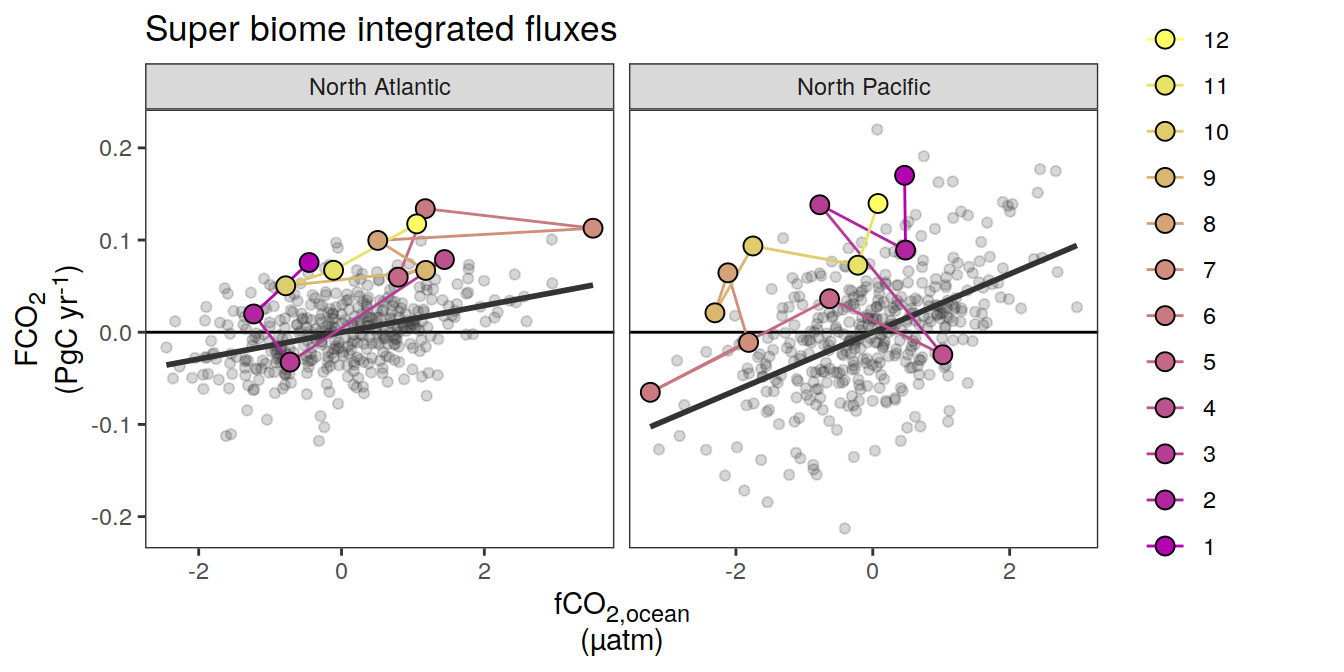 Super biome integrated fluxes
North Atlantic
North Pacific
0.2
0.1
0.0
-0.1
-0.2
FCO2
(PgC yr⁻¹)
-2 0 2
-2 0 2
fCO2,ocean
(µatm)
12
11
10
9
8
7
6
5
4
3
2
1